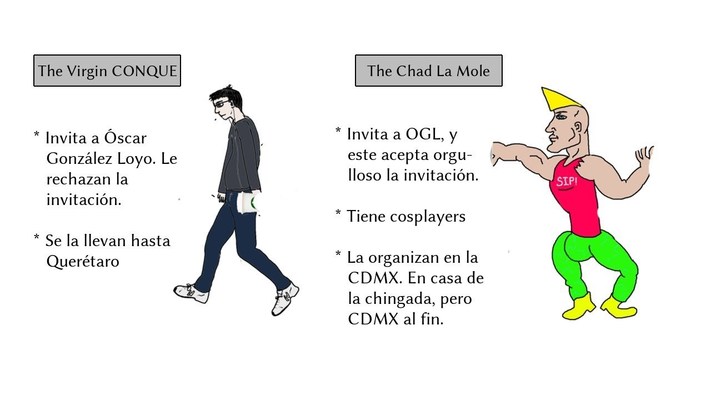 The Virgin CONQUE
* Invita a Óscar
González Loyo. Le
rechazan la
invitación.
* Se la llevan hasta
Querétaro
The Chad La Mole
* Invita a OGL, y
este acepta orgu-
lloso la invitación.
* Tiene cosplayers
* La organizan en la
CDMX. En casa de
la chingada, pero
CDMX al fin.
S¡P!